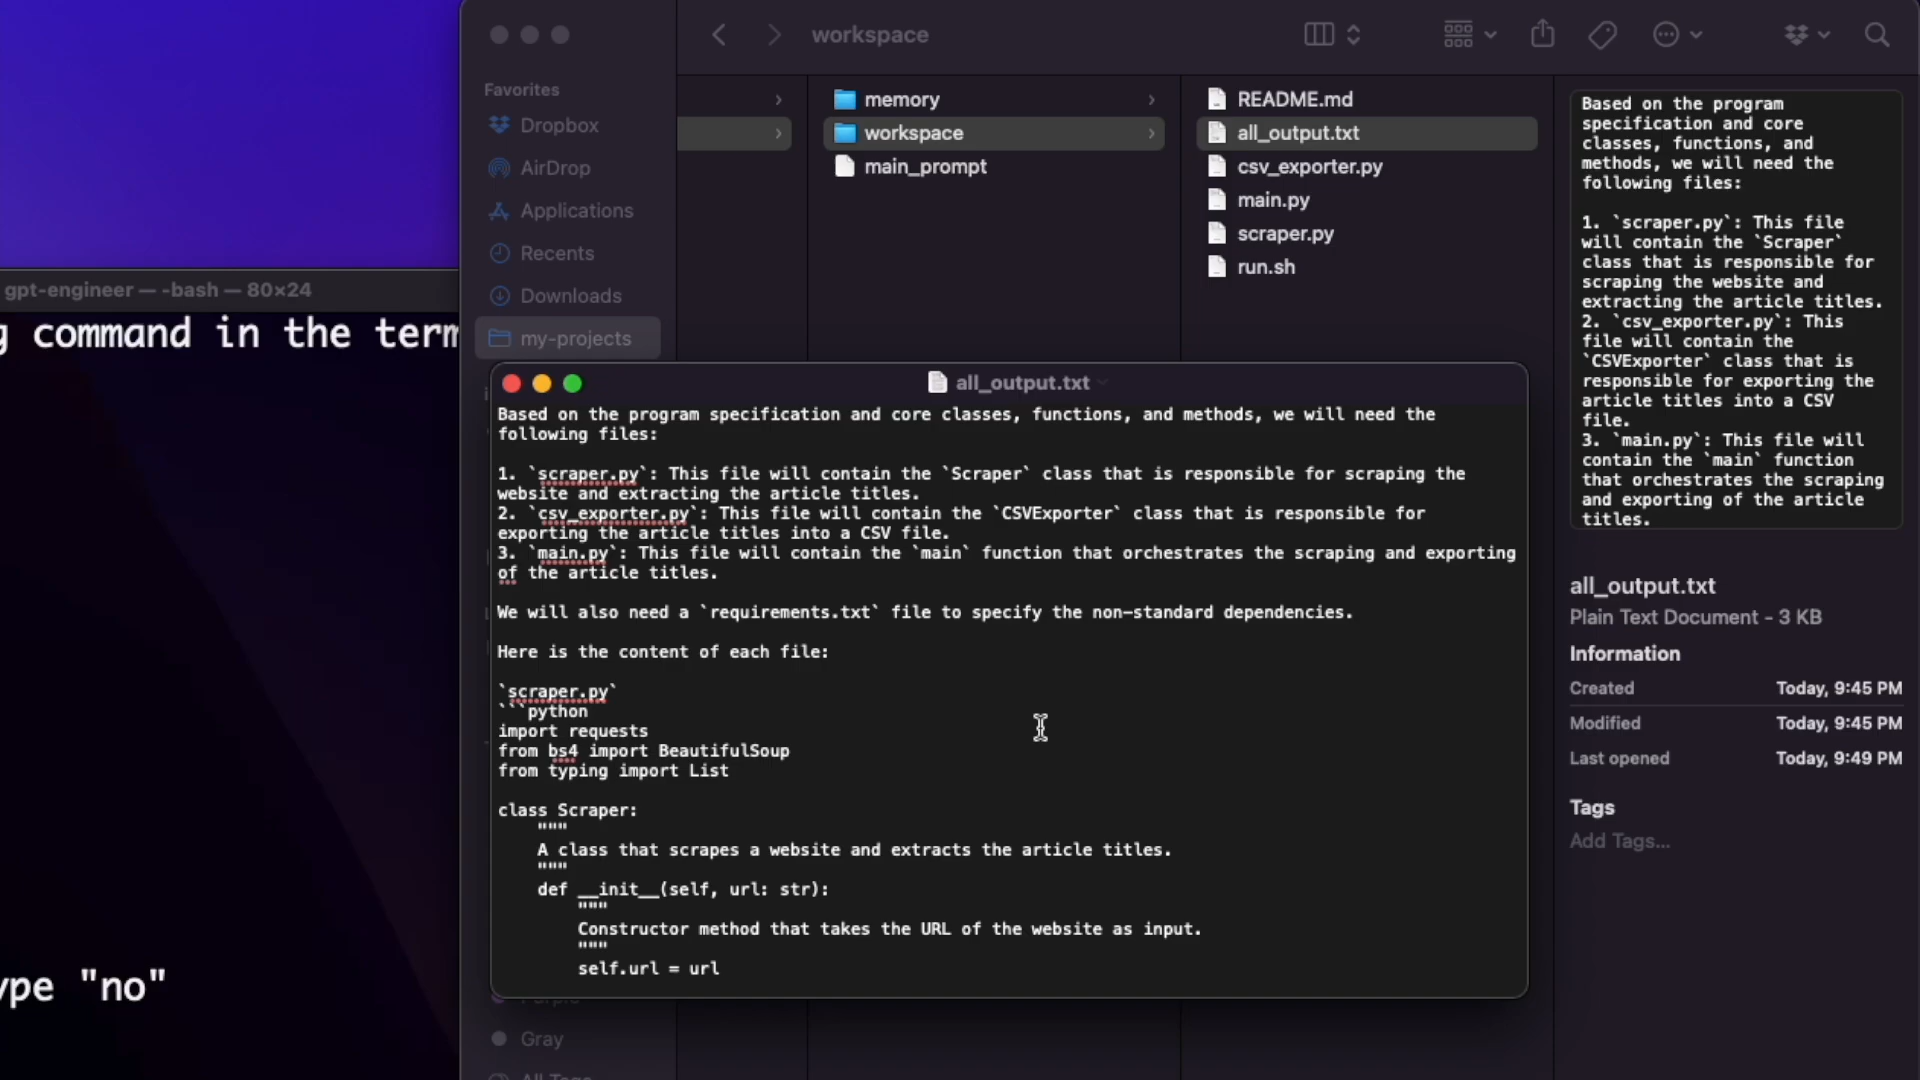 workspace
Favorites
Dropbox
AirDrop
Applications
Recents
Downloads
my-projects
memory
workspace
main_prompt
README.md
all_output.txt
csv_exporter.py
main.py
scraper.py
run.sh
Based on the program
specification and core
classes, functions, and
methods, we will need the
following files:
1. `scraper.py`: This file
will contain the `Scraper`
class that is responsible for
scraping the website and
extracting the article titles.
2. `csv_exporter.py`: This
file will contain the
`CSVExporter` class that is
responsible for exporting the
article titles into a CSV
file.
3. `main.py`: This file will
contain the `main` function
that orchestrates the scraping
and exporting of the article
titles.
all_output.txt
Plain Text Document - 3 KB
Information
Created Today, 9:45 PM
Modified Today, 9:45 PM
Last opened Today, 9:49 PM
Tags
Add Tags...
gpt-engineer — -bash — 80×24
command in the term
"no"
all_output.txt
Based on the program specification and core classes, functions, and methods, we will need the
following files:
1. `scraper.py`: This file will contain the `Scraper` class that is responsible for scraping the
website and extracting the article titles.
2. `csv_exporter.py`: This file will contain the `CSVExporter` class that is responsible for
exporting the article titles into a CSV file.
3. `main.py`: This file will contain the `main` function that orchestrates the scraping and exporting
of the article titles.
We will also need a `requirements.txt` file to specify the non-standard dependencies.
Here is the content of each file:
`scraper.py`
```python
import requests
from bs4 import BeautifulSoup
from typing import List
class Scraper:
"""
A class that scrapes a website and extracts the article titles.
"""
def __init__(self, url: str):
"""
Constructor method that takes the URL of the website as input.
"""
self.url = url
Gray